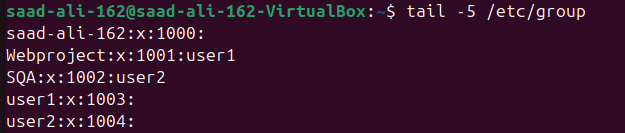 saad-ali-162@saad-ali-162-VirtualBox:~$ tail -5 /etc/group
saad-ali-162:x:1000:
Webproject:x:1001:user1
SQA:x:1002:user2
user1:x:1003:
user2:x:1004: